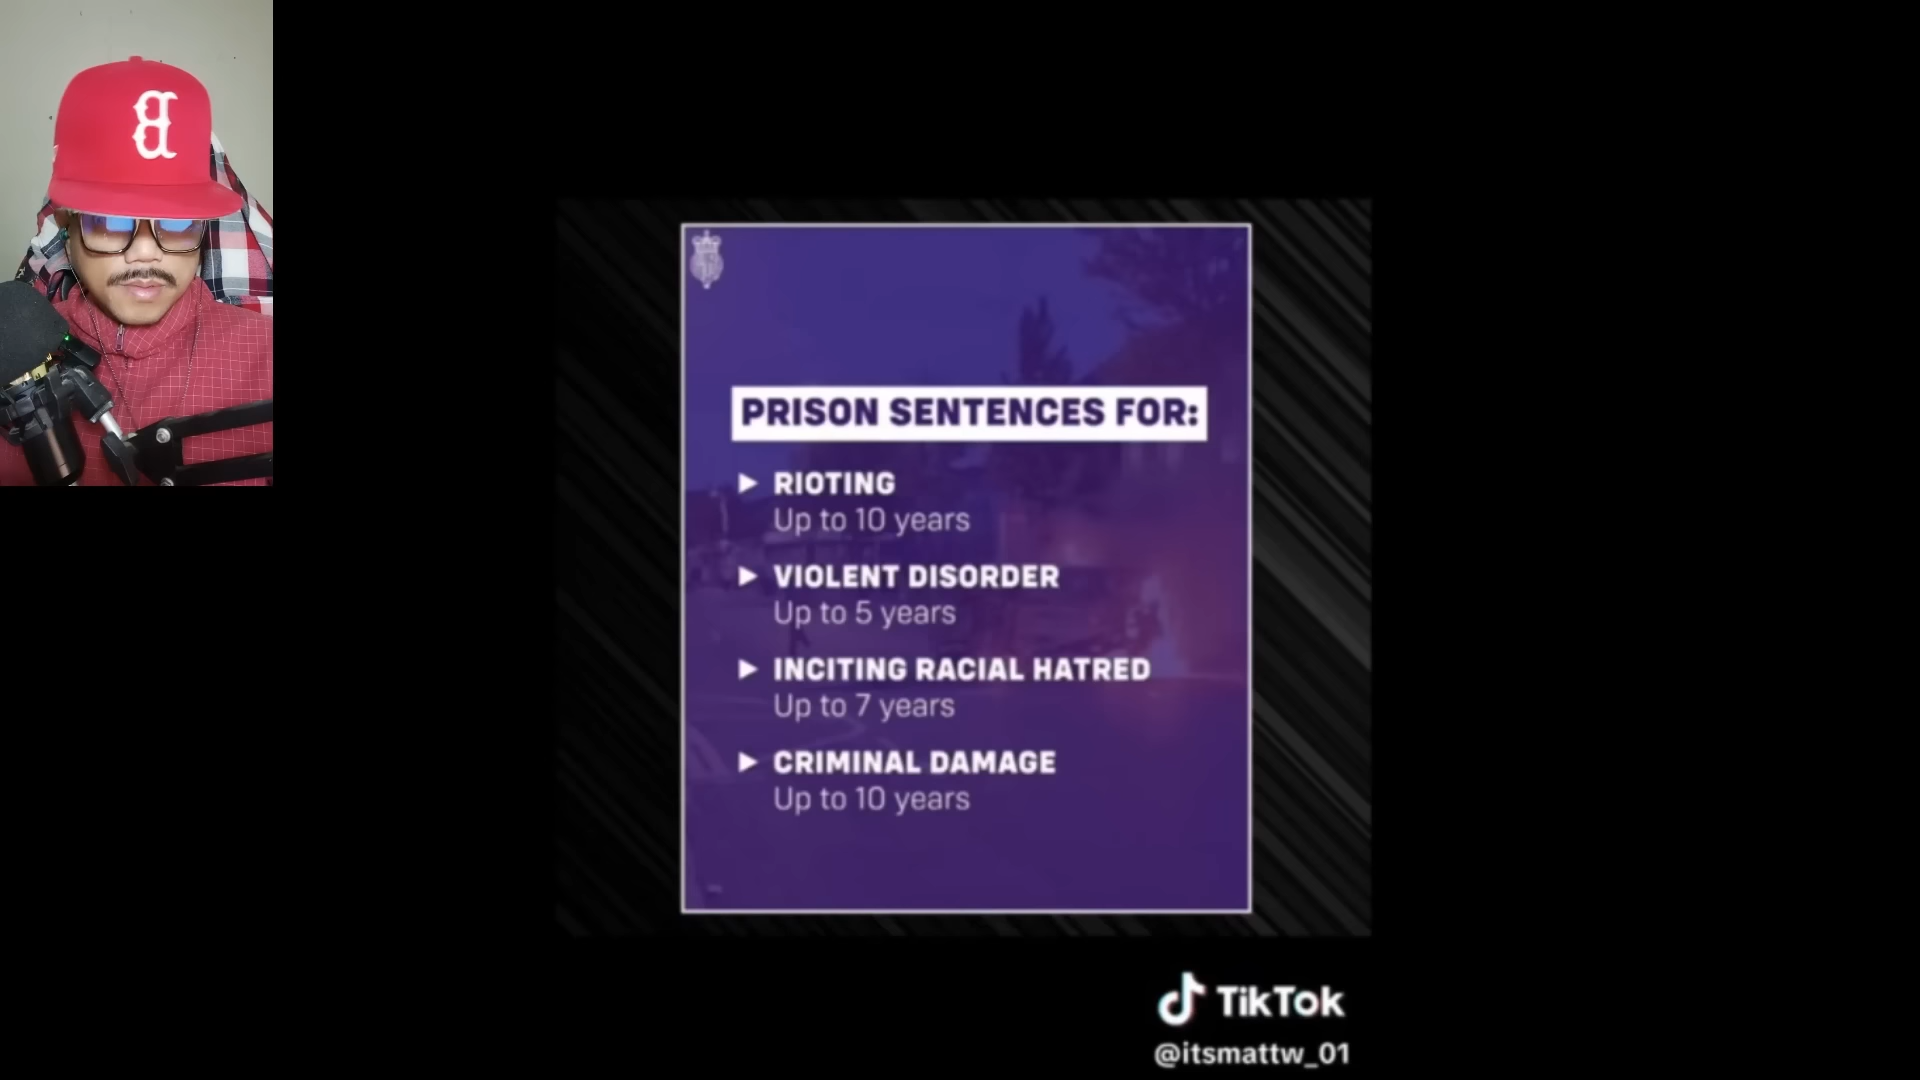 B
PRISON SENTENCES FOR:
RIOTING
Up to 10 years
VIOLENT DISORDER
Up to 5 years
INCITING RACIAL HATRED
Up to 7 years
CRIMINAL DAMAGE
Up to 10 years
TikTok
@itsmattw_01